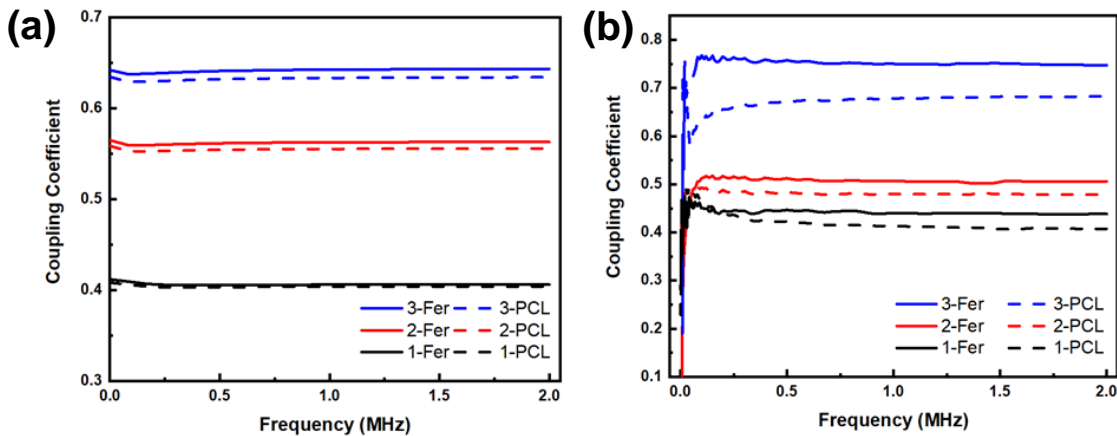 (a)
0.7
0.6
0.5
0.4
0.3
Coupling Coefficient
0.0 0.5 1.0 1.5 2.0
Frequency (MHz)
3-Fer 3-PCL
2-Fer 2-PCL
1-Fer 1-PCL
(b)
0.8
0.7
0.6
0.5
0.4
0.3
0.2
0.1
Coupling Coefficient
0.0 0.5 1.0 1.5 2.0
Frequency (MHz)
3-Fer 3-PCL
2-Fer 2-PCL
1-Fer 1-PCL